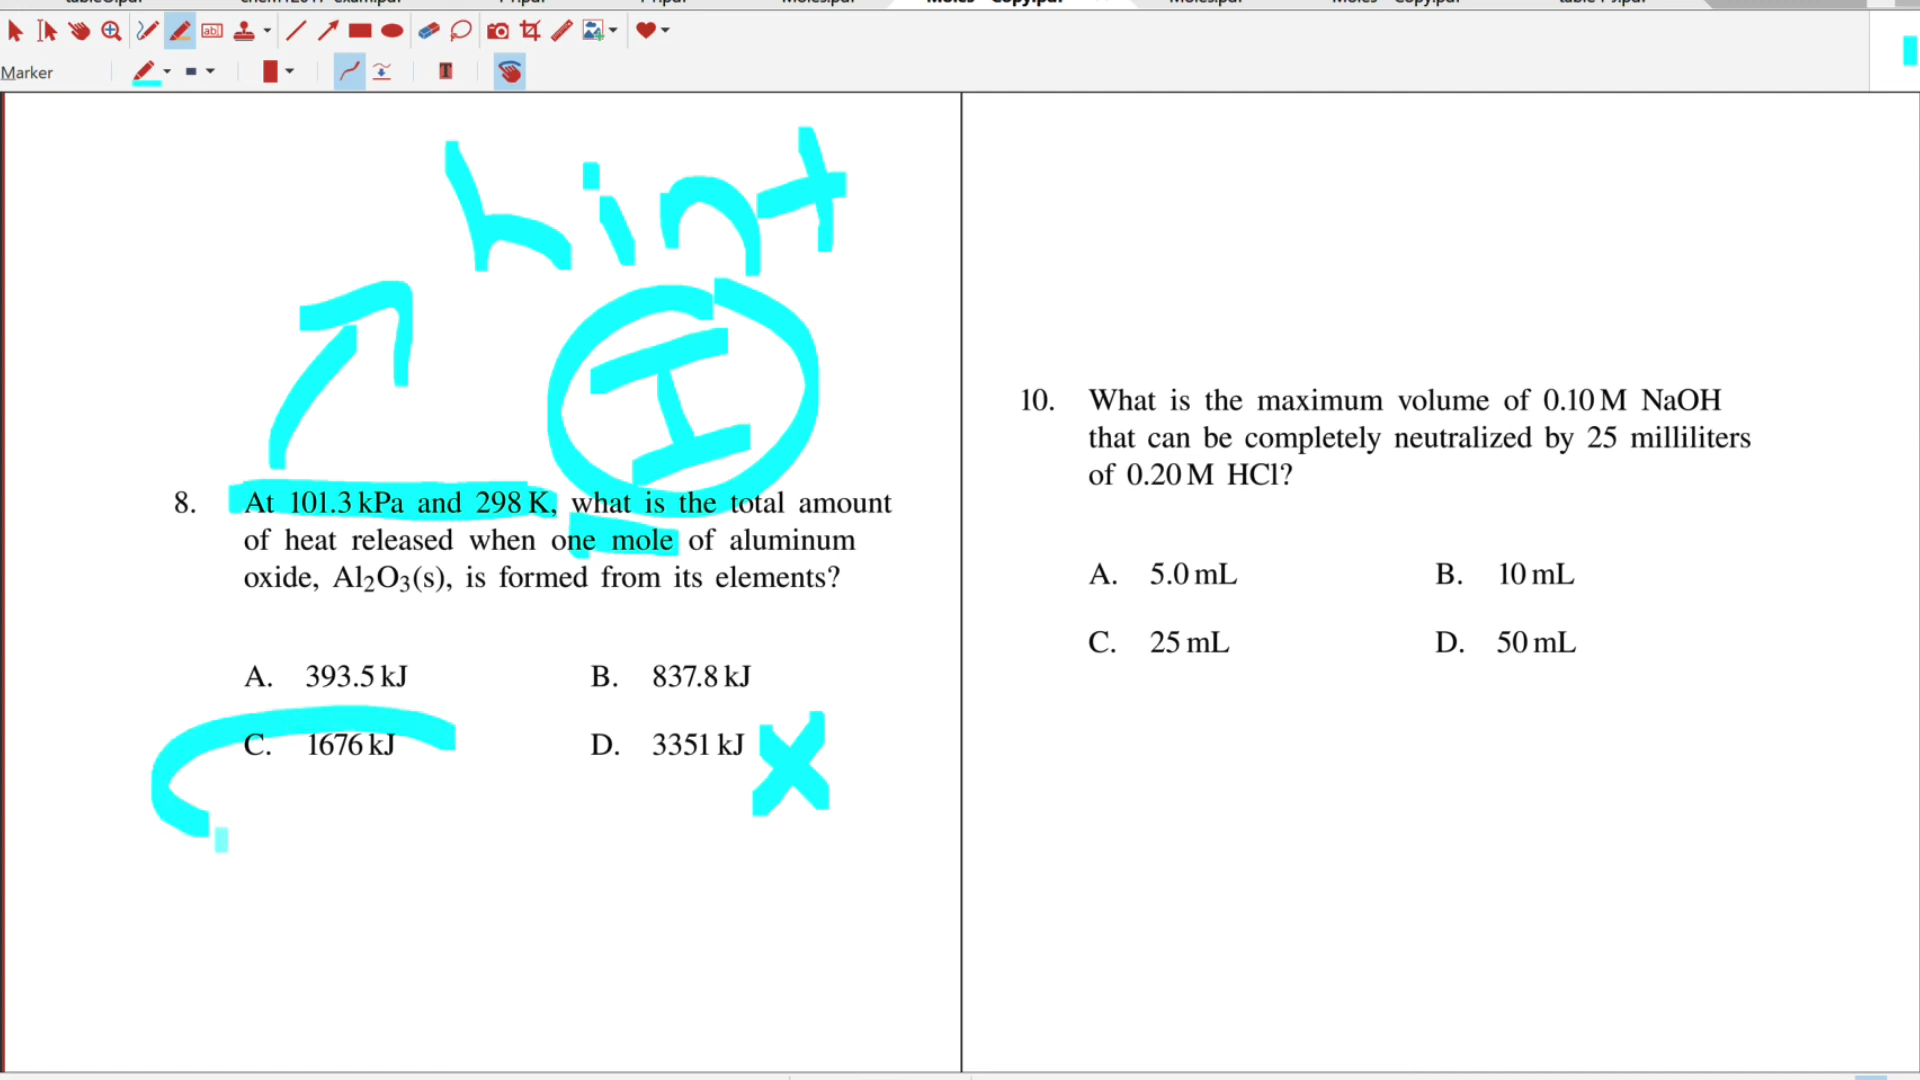 Marker
hint
I
8. At 101.3 kPa and 298 K, what is the total amount
of heat released when one mole of aluminum
oxide, Al₂O₃(s), is formed from its elements?
A. 393.5 kJ B. 837.8 kJ
C. 1676 kJ D. 3351 kJ X
10. What is the maximum volume of 0.10 M NaOH
that can be completely neutralized by 25 milliliters
of 0.20 M HCl?
A. 5.0 mL B. 10 mL
C. 25 mL D. 50 mL